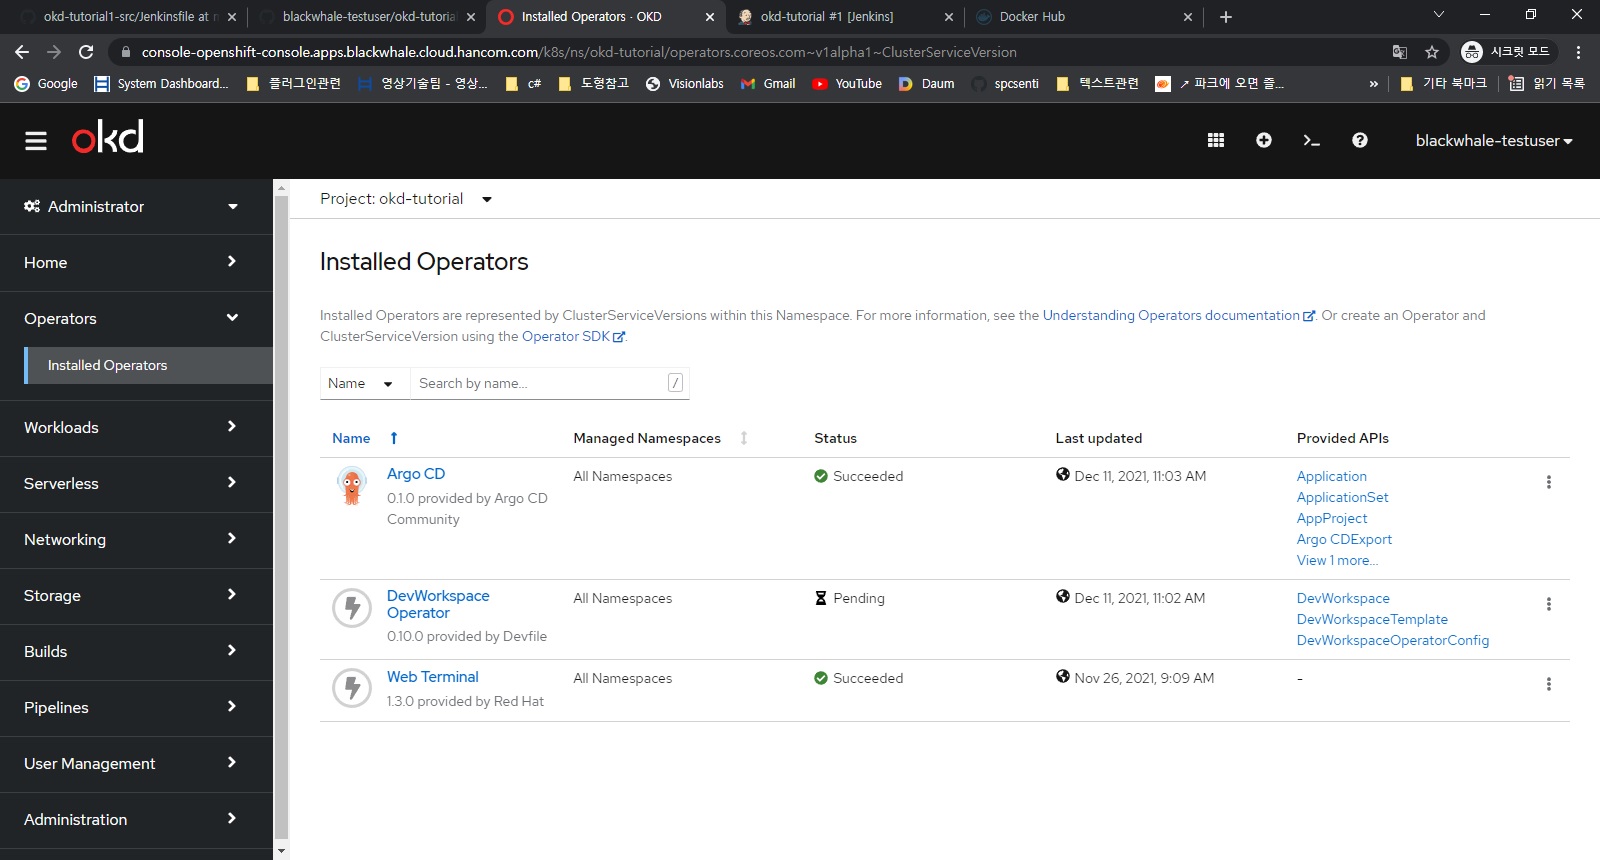 okd-tutorial1-src/Jenkinsfile at
blackwhale-testuser/okd-tutorial
Installed Operators · OKD
okd-tutorial #1 [Jenkins]
Docker Hub
console-openshift-console.apps.blackwhale.cloud.hancom.com/k8s/ns/okd-tutorial/operators.coreos.com~v1alpha1~ClusterServiceVersion
시크릿 모드
Google
System Dashboard...
플러그인관련
영상기술팀 - 영상...
c#
도형참고
Visionlabs
Gmail
YouTube
Daum
spcsenti
텍스트관련
↗ 파크에 오면 즐...
»
기타 북마크
읽기 목록
okd
blackwhale-testuser
Administrator
Home
Operators
Installed Operators
Workloads
Serverless
Networking
Storage
Builds
Pipelines
User Management
Administration
Project: okd-tutorial
Installed Operators
Installed Operators are represented by ClusterServiceVersions within this Namespace. For more information, see the Understanding Operators documentation. Or create an Operator and
ClusterServiceVersion using the Operator SDK.
Name
Search by name...
/
Name Managed Namespaces Status Last updated Provided APIs
Argo CD
0.1.0 provided by Argo CD
Community
All Namespaces
Succeeded
Dec 11, 2021, 11:03 AM
Application
ApplicationSet
AppProject
Argo CDExport
View 1 more...
DevWorkspace
Operator
0.10.0 provided by Devfile
All Namespaces
Pending
Dec 11, 2021, 11:02 AM
DevWorkspace
DevWorkspaceTemplate
DevWorkspaceOperatorConfig
Web Terminal
1.3.0 provided by Red Hat
All Namespaces
Succeeded
Nov 26, 2021, 9:09 AM
-